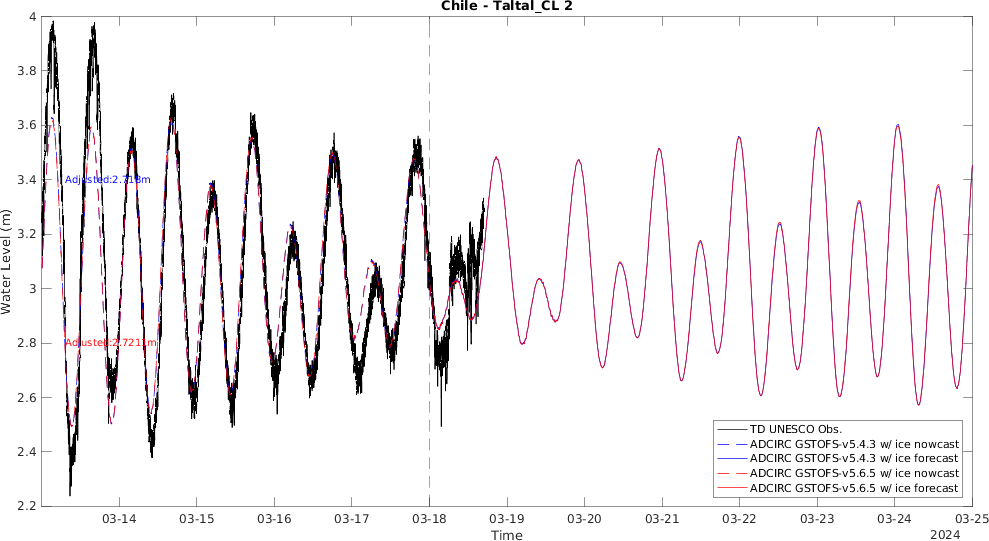 Chile - Taltal_CL 2
Water Level (m)
4
3.8
3.6
3.4
3.2
3
2.8
2.6
2.4
2.2
Adjusted:2.718m
Adjusted:2.7211m
TD UNESCO Obs.
ADCIRC GSTOFS-v5.4.3 w/ ice nowcast
ADCIRC GSTOFS-v5.4.3 w/ ice forecast
ADCIRC GSTOFS-v5.6.5 w/ ice nowcast
ADCIRC GSTOFS-v5.6.5 w/ ice forecast
03-14 03-15 03-16 03-17 03-18 03-19 03-20 03-21 03-22 03-23 03-24 03-25
Time
2024